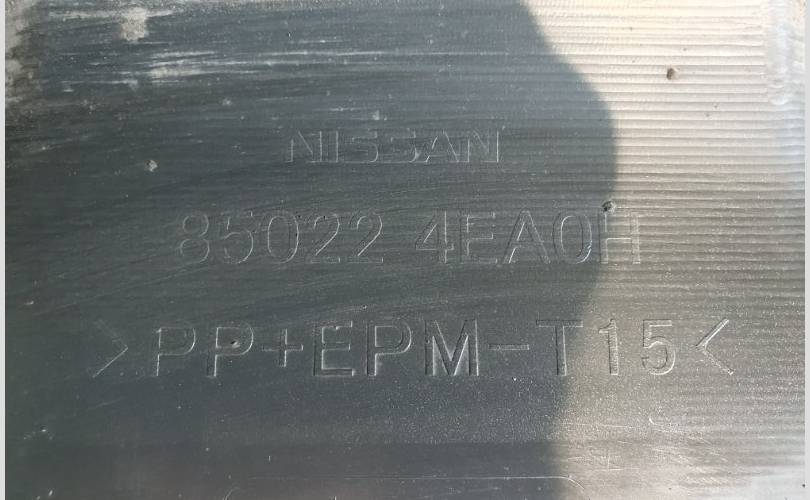 NISSAN
85022 4EA0H
>PP+EPM-T15<